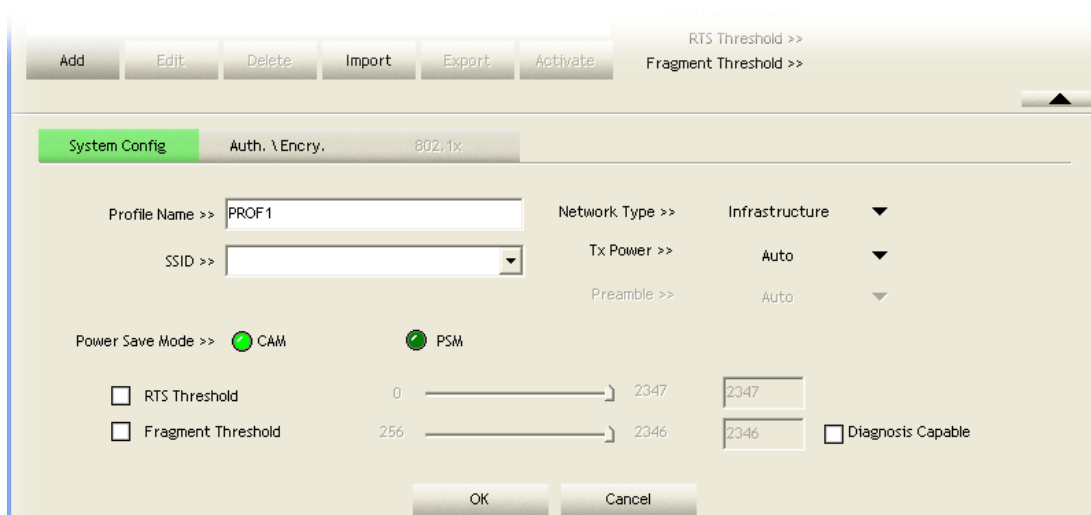 RTS Threshold >>
Add Edit Delete Import Export Activate Fragment Threshold >>
System Config Auth. \ Encry. 802.1x
Profile Name >> PROF1 Network Type >> Infrastructure
SSID >> Tx Power >> Auto
Preamble >> Auto
Power Save Mode >> CAM PSM
RTS Threshold 0 2347 2347
Fragment Threshold 256 2346 2346 Diagnosis Capable
OK Cancel